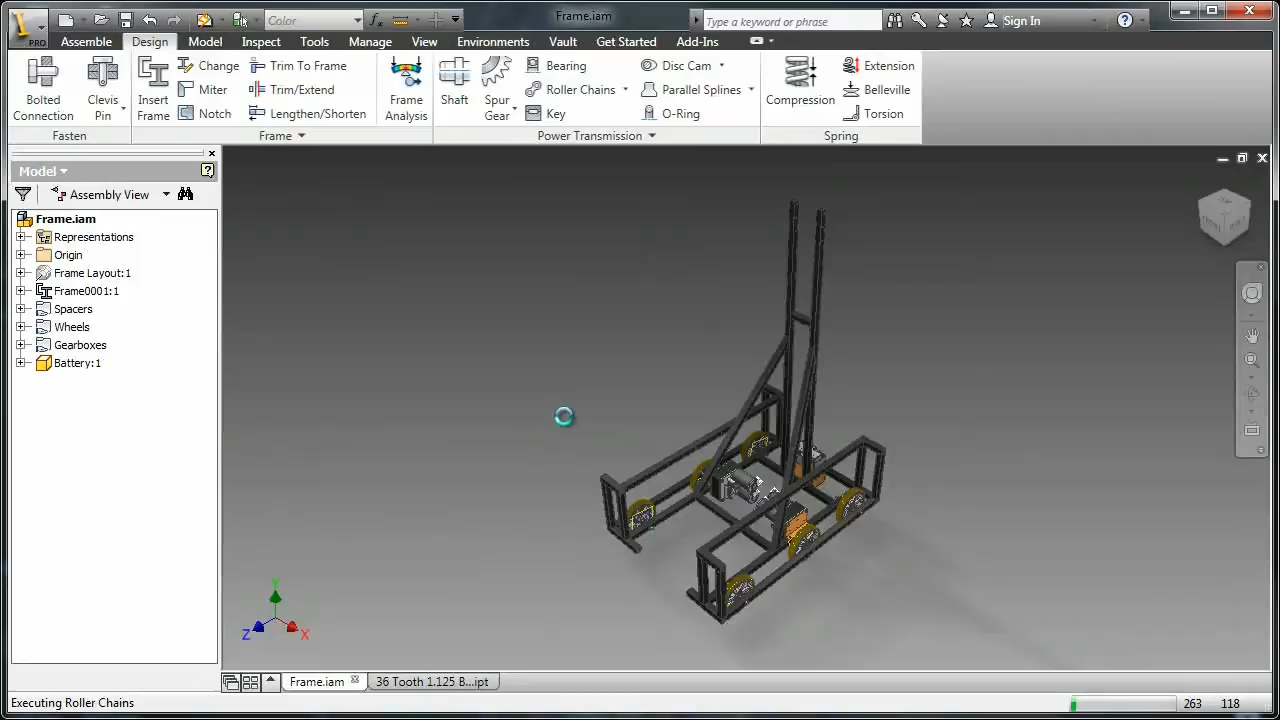 Frame.iam
PRO
Color
Type a keyword or phrase
Sign In
Assemble Design Model Inspect Tools Manage View Environments Vault Get Started Add-Ins
Bolted Connection
Clevis Pin
Fasten
Insert Frame
Change
Miter
Notch
Trim To Frame
Trim/Extend
Lengthen/Shorten
Frame Analysis
Frame
Shaft
Spur Gear
Bearing
Roller Chains
Key
Disc Cam
Parallel Splines
O-Ring
Power Transmission
Compression
Extension
Belleville
Torsion
Spring
Model
Assembly View
Frame.iam
Representations
Origin
Frame Layout:1
Frame0001:1
Spacers
Wheels
Gearboxes
Battery:1
Y
Z
X
Frame.iam
36 Tooth 1.125 B...ipt
Executing Roller Chains
263 118